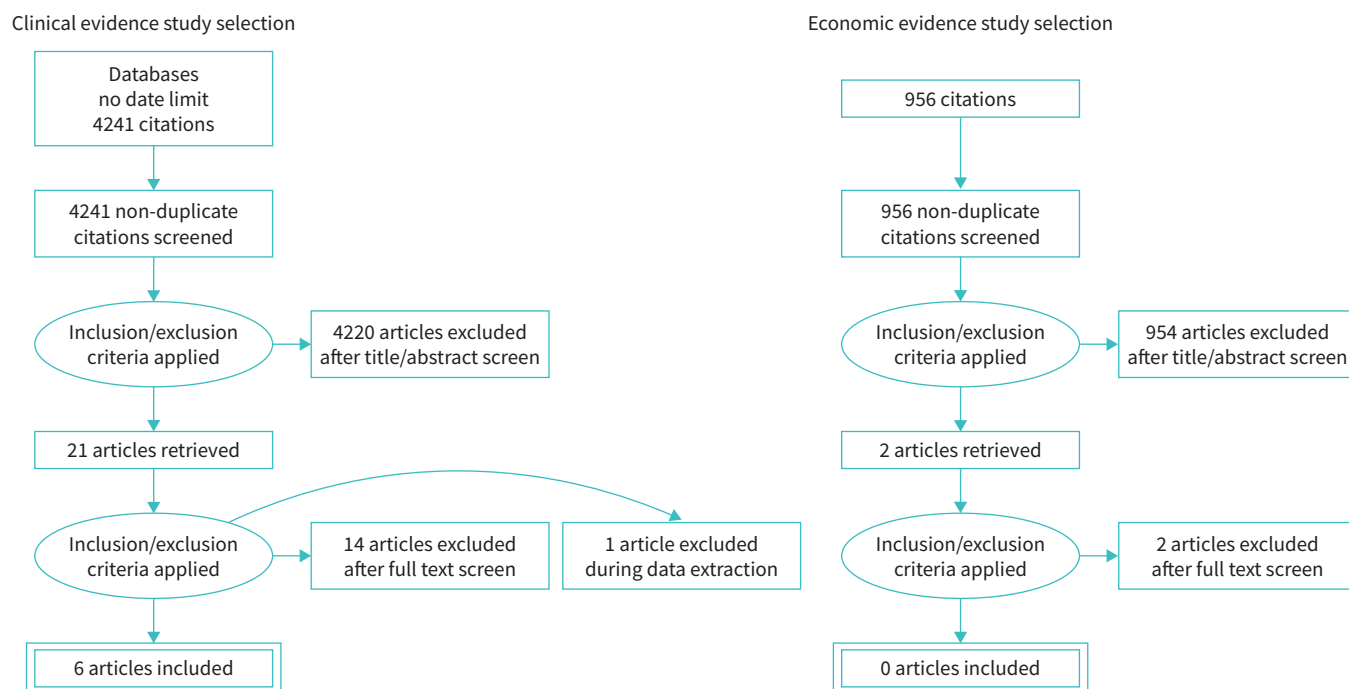 Clinical evidence study selection
Databases
no date limit
4241 citations
4241 non-duplicate
citations screened
Inclusion/exclusion
criteria applied
4220 articles excluded
after title/abstract screen
21 articles retrieved
Inclusion/exclusion
criteria applied
14 articles excluded
after full text screen
1 article excluded
during data extraction
6 articles included
Economic evidence study selection
956 citations
956 non-duplicate
citations screened
Inclusion/exclusion
criteria applied
954 articles excluded
after title/abstract screen
2 articles retrieved
Inclusion/exclusion
criteria applied
2 articles excluded
after full text screen
0 articles included